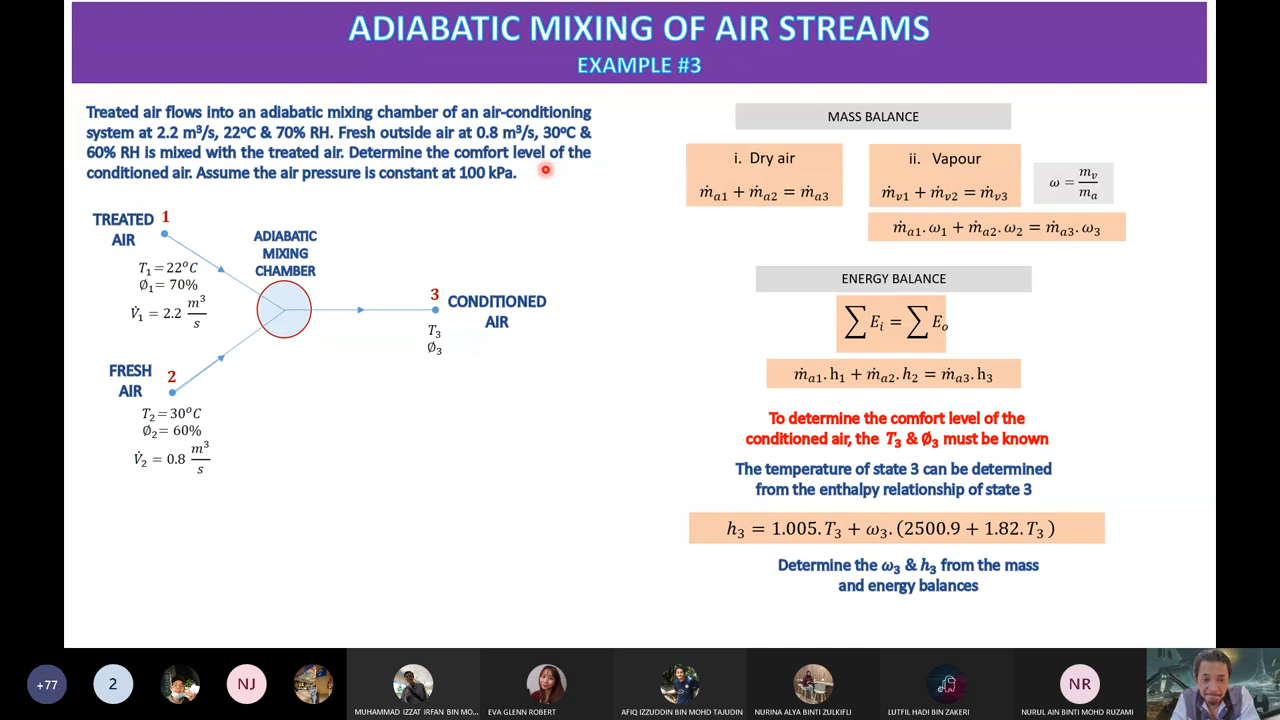 ADIABATIC MIXING OF AIR STREAMS
EXAMPLE #3
Treated air flows into an adiabatic mixing chamber of an air-conditioning
system at 2.2 m³/s, 22ºC & 70% RH. Fresh outside air at 0.8 m³/s, 30ºC &
60% RH is mixed with the treated air. Determine the comfort level of the
conditioned air. Assume the air pressure is constant at 100 kPa.
TREATED AIR
1
T₁ = 22ᵒC
Ø₁ = 70%
V̇₁ = 2.2 m³/s
ADIABATIC
MIXING
CHAMBER
3
CONDITIONED
AIR
T₃
Ø₃
FRESH
AIR
2
T₂ = 30ᵒC
Ø₂ = 60%
V̇₂ = 0.8 m³/s
MASS BALANCE
i. Dry air
ṁₐ₁ + ṁₐ₂ = ṁₐ₃
ii. Vapour
ṁᵥ₁ + ṁᵥ₂ = ṁᵥ₃
ω = mᵥ/mₐ
ṁₐ₁.ω₁ + ṁₐ₂.ω₂ = ṁₐ₃.ω₃
ENERGY BALANCE
∑Eᵢ = ∑Eₒ
ṁₐ₁.h₁ + ṁₐ₂.h₂ = ṁₐ₃.h₃
To determine the comfort level of the
conditioned air, the T₃ & Ø₃ must be known
The temperature of state 3 can be determined
from the enthalpy relationship of state 3
h₃ = 1.005.T₃ + ω₃.(2500.9 + 1.82.T₃)
Determine the ω₃ & h₃ from the mass
and energy balances
+77
2
NJ
NR
MUHAMMAD IZZAT IRFAN BIN MO...
EVA GLENN ROBERT
AFIQ IZZUDDIN BIN MOHD TAJUDIN
NURINA ALYA BINTI ZULKIFLI
LUTFIL HADI BIN ZAKERI
NURUL AIN BINTI MOHD RUZAMI